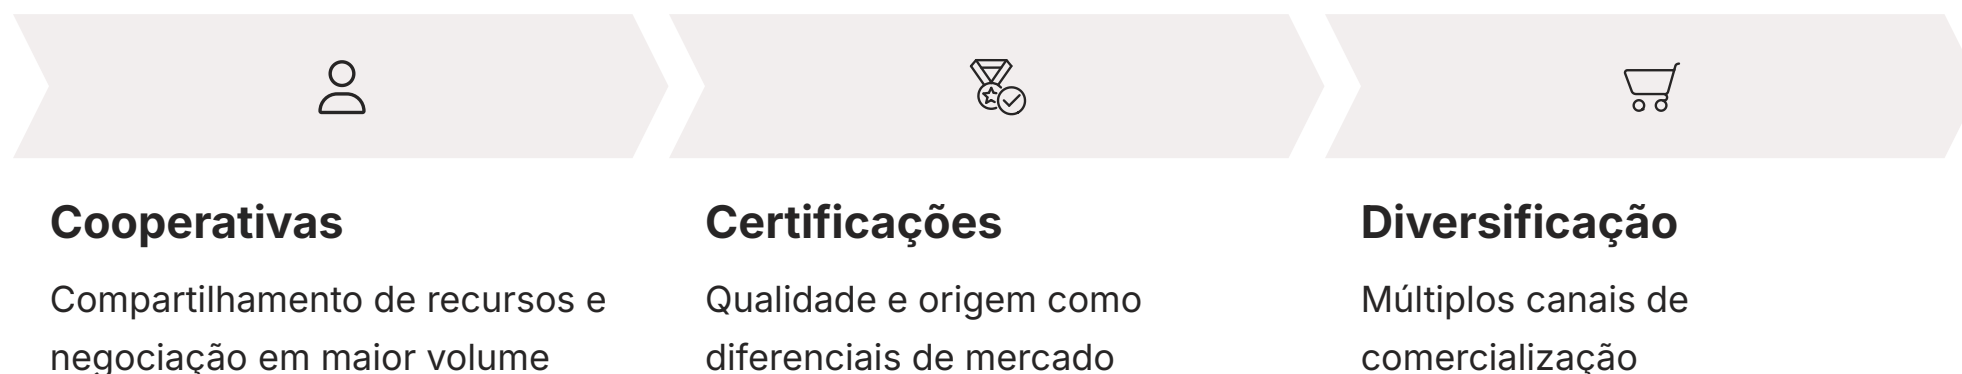 Cooperativas
Compartilhamento de recursos e
negociação em maior volume
Certificações
Qualidade e origem como
diferenciais de mercado
Diversificação
Múltiplos canais de
comercialização